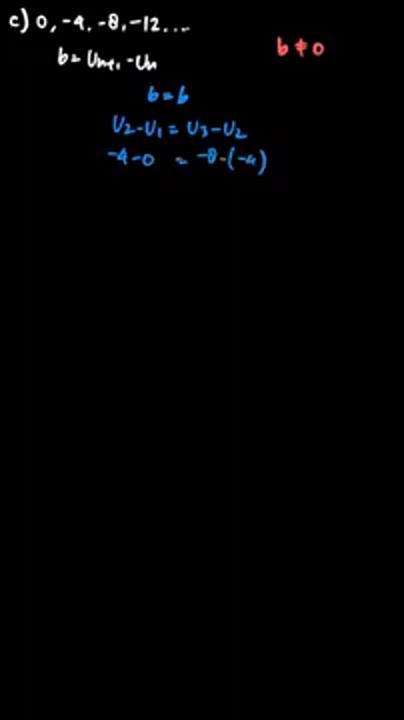 c) 0, -4, -8, -12...
b ≠ 0
b = Un+1 - Un
b = b
U2 - U1 = U3 - U2
-4 - 0 = -8 - (-4)